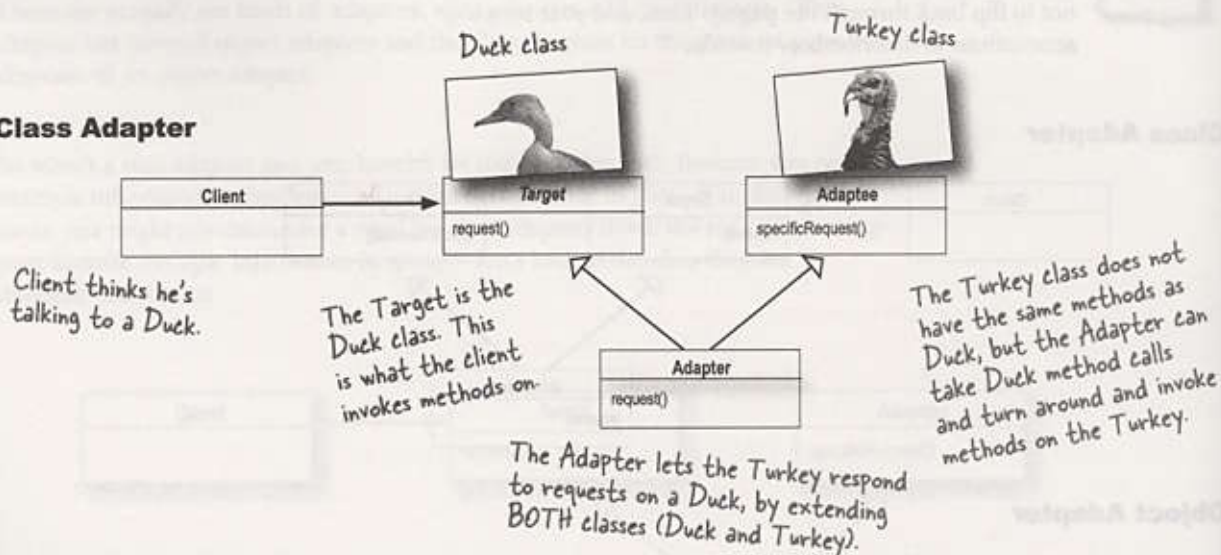 Duck class
Turkey class
Class Adapter
Client
Target
request()
Adaptee
specificRequest()
Client thinks he's
talking to a Duck.
The Target is the
Duck class. This
is what the client
invokes methods on
Adapter
request()
The Turkey class does not
have the same methods as
Duck, but the Adapter can
take Duck method calls
and turn around and invoke
methods on the Turkey.
The Adapter lets the Turkey respond
to requests on a Duck, by extending
BOTH classes (Duck and Turkey).
Class Adapter
Object Adapter